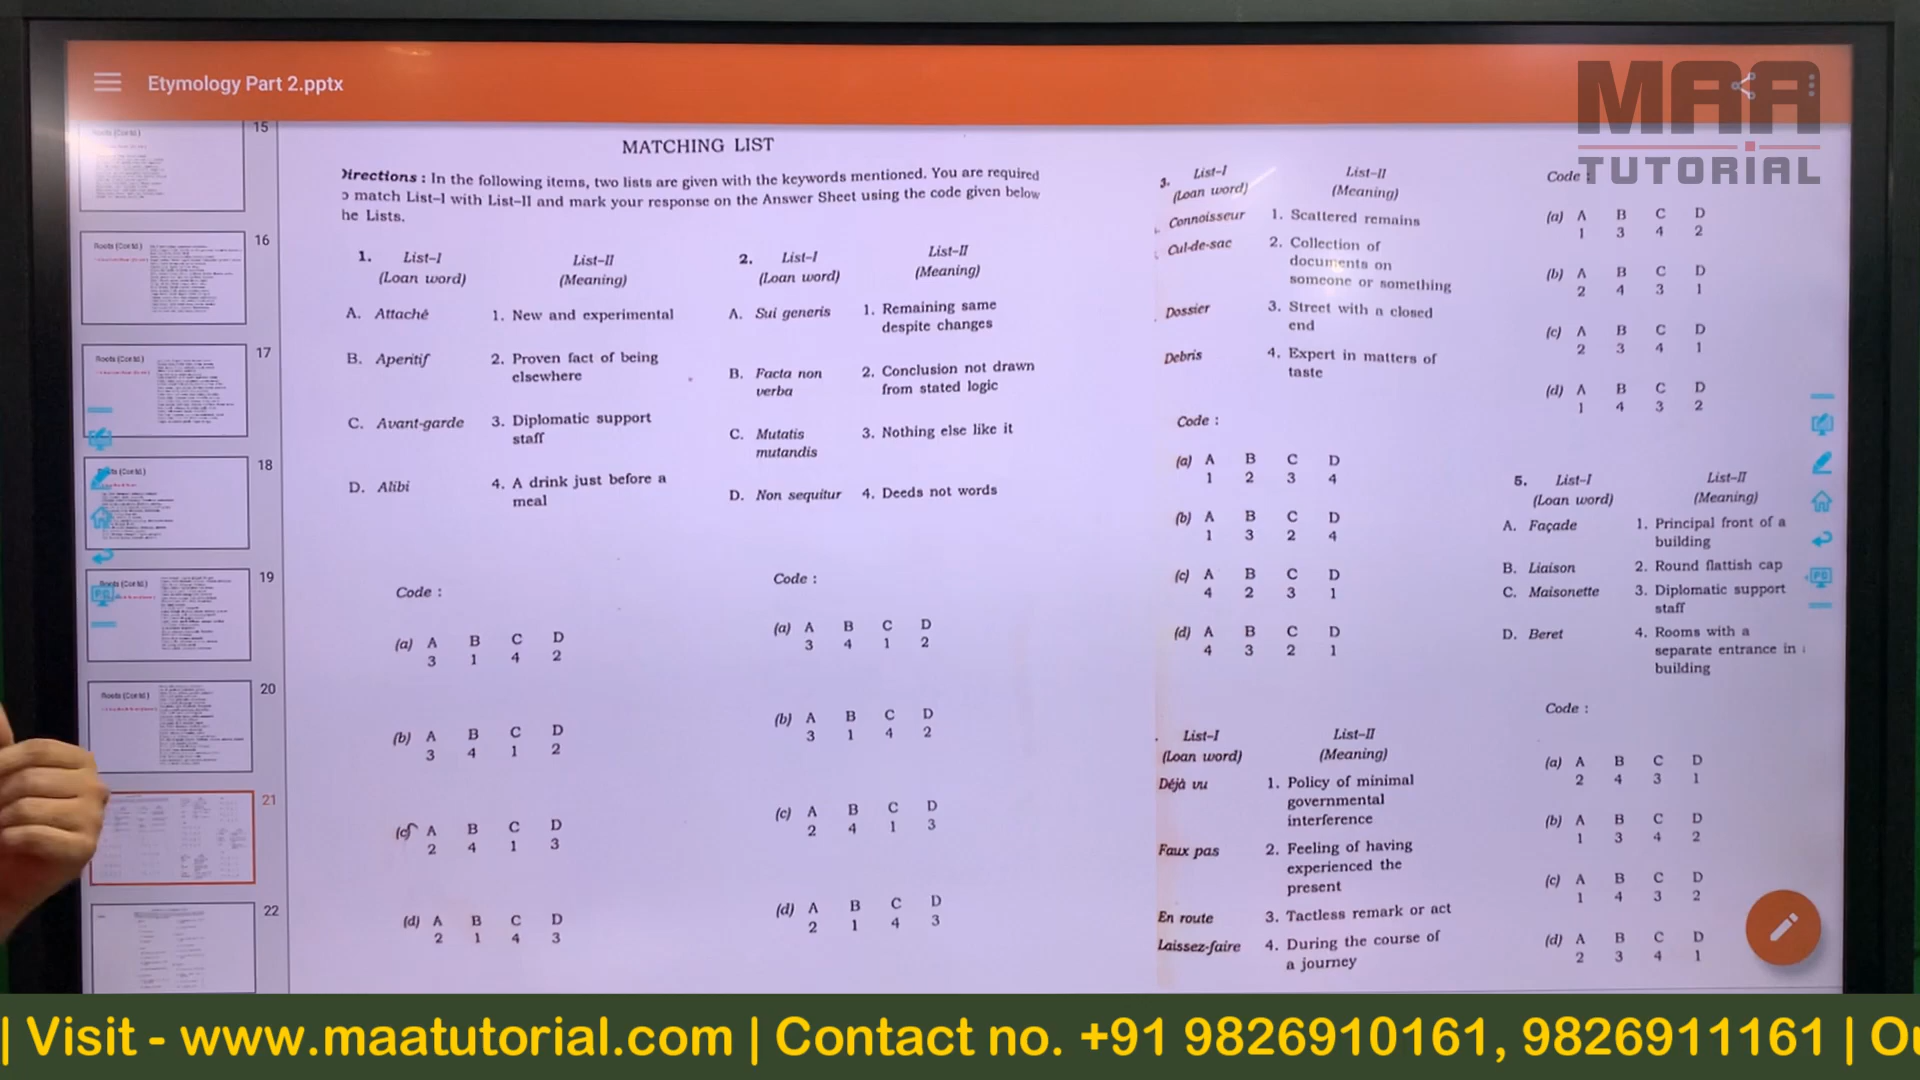 Etymology Part 2.pptx
MAA
TUTORIAL
15
16
17
18
19
20
21
22
MATCHING LIST
Directions : In the following items, two lists are given with the keywords mentioned. You are required
o match List-I with List-II and mark your response on the Answer Sheet using the code given below
he Lists.
1. List-I List-II
(Loan word) (Meaning)
A. Attaché 1. New and experimental
B. Aperitif 2. Proven fact of being
elsewhere
C. Avant-garde 3. Diplomatic support
staff
D. Alibi 4. A drink just before a
meal
Code :
(a) A B C D
3 1 4 2
(b) A B C D
3 4 1 2
(c) A B C D
2 4 1 3
(d) A B C D
2 1 4 3
2. List-I List-II
(Loan word) (Meaning)
A. Sui generis 1. Remaining same
despite changes
B. Facta non 2. Conclusion not drawn
verba from stated logic
C. Mutatis 3. Nothing else like it
mutandis
D. Non sequitur 4. Deeds not words
Code :
(a) A B C D
3 4 1 2
(b) A B C D
3 1 4 2
(c) A B C D
2 4 1 3
(d) A B C D
2 1 4 3
3. List-I List-II
(Loan word) (Meaning)
Connoisseur 1. Scattered remains
Cul-de-sac 2. Collection of
documents on
someone or something
Dossier 3. Street with a closed
end
Debris 4. Expert in matters of
taste
Code :
(a) A B C D
1 2 3 4
(b) A B C D
1 3 2 4
(c) A B C D
4 2 3 1
(d) A B C D
4 3 2 1
List-I List-II
(Loan word) (Meaning)
Déjà vu 1. Policy of minimal
governmental
interference
Faux pas 2. Feeling of having
experienced the
present
En route 3. Tactless remark or act
Laissez-faire 4. During the course of
a journey
Code :
(a) A B C D
1 3 4 2
(b) A B C D
2 4 3 1
(c) A B C D
2 3 4 1
(d) A B C D
1 4 3 2
5. List-I List-II
(Loan word) (Meaning)
A. Façade 1. Principal front of a
building
B. Liaison 2. Round flattish cap
C. Maisonette 3. Diplomatic support
staff
D. Beret 4. Rooms with a
separate entrance in
building
Code :
(a) A B C D
2 4 3 1
(b) A B C D
1 3 4 2
(c) A B C D
1 4 3 2
(d) A B C D
2 3 4 1
| Visit - www.maatutorial.com | Contact no. +91 9826910161, 9826911161 | Ou